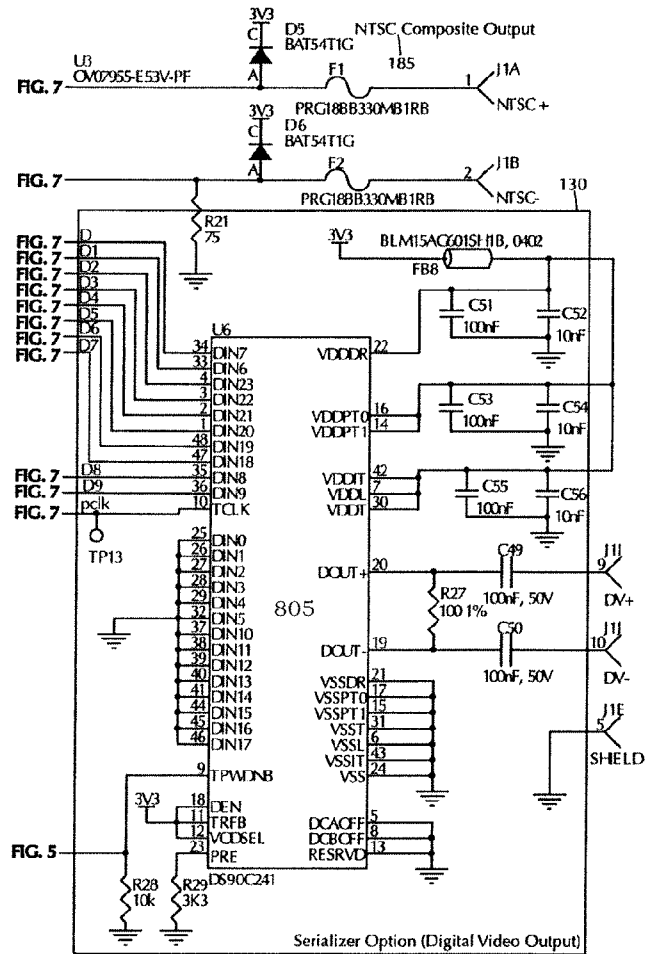 3V3
D5
BAT54T1G
C
A
NTSC Composite Output
185
U3
OV07955-E53V-PF
FIG. 7
F1
PRG18BB330MB1RB
1
J1A
NTSC+
3V3
D6
BAT54T1G
C
A
FIG. 7
F2
PRG18BB330MB1RB
2
J1B
NTSC-
130
R21
75
FIG. 7 D
FIG. 7 D1
FIG. 7 D2
FIG. 7 D3
FIG. 7 D4
FIG. 7 D5
FIG. 7 D6
FIG. 7 D7
3V3
BLM15AG601SH1B, 0402
FB8
U6
34 DIN7
33 DIN6
4 DIN23
3 DIN22
2 DIN21
1 DIN20
48 DIN19
47 DIN18
FIG. 7 D8 35 DIN8
FIG. 7 D9 36 DIN9
FIG. 7 pclk 10 TCLK
TP13
25 DIN0
26 DIN1
27 DIN2
28 DIN3
29 DIN4
32 DIN5
37 DIN10
38 DIN11
39 DIN12
40 DIN13
41 DIN14
44 DIN15
45 DIN16
46 DIN17
9 TPWDNB
3V3
18 DEN
11 TRFB
12 VODSEL
23 PRE
FIG. 5
R28
10k
R29
3K3
DS90C241
805
VDDDR 22
C51
100nF
C52
10nF
VDDPT0 16
VDDPT1 14
C53
100nF
C54
10nF
VDDIT 42
VDDL 7
VDDT 30
C55
100nF
C56
10nF
DOUT+ 20
C49
100nF, 50V
9
J1I
DV+
R27
100 1%
DOUT- 19
C50
100nF, 50V
10
J1J
DV-
VSSDR 21
VSSPT0 17
VSSPT1 15
VSST 31
VSSL 6
VSSIT 43
VSS 24
J1E
5
SHIELD
DCAOFF 5
DCBOFF 8
RESRVD 13
Serializer Option (Digital Video Output)